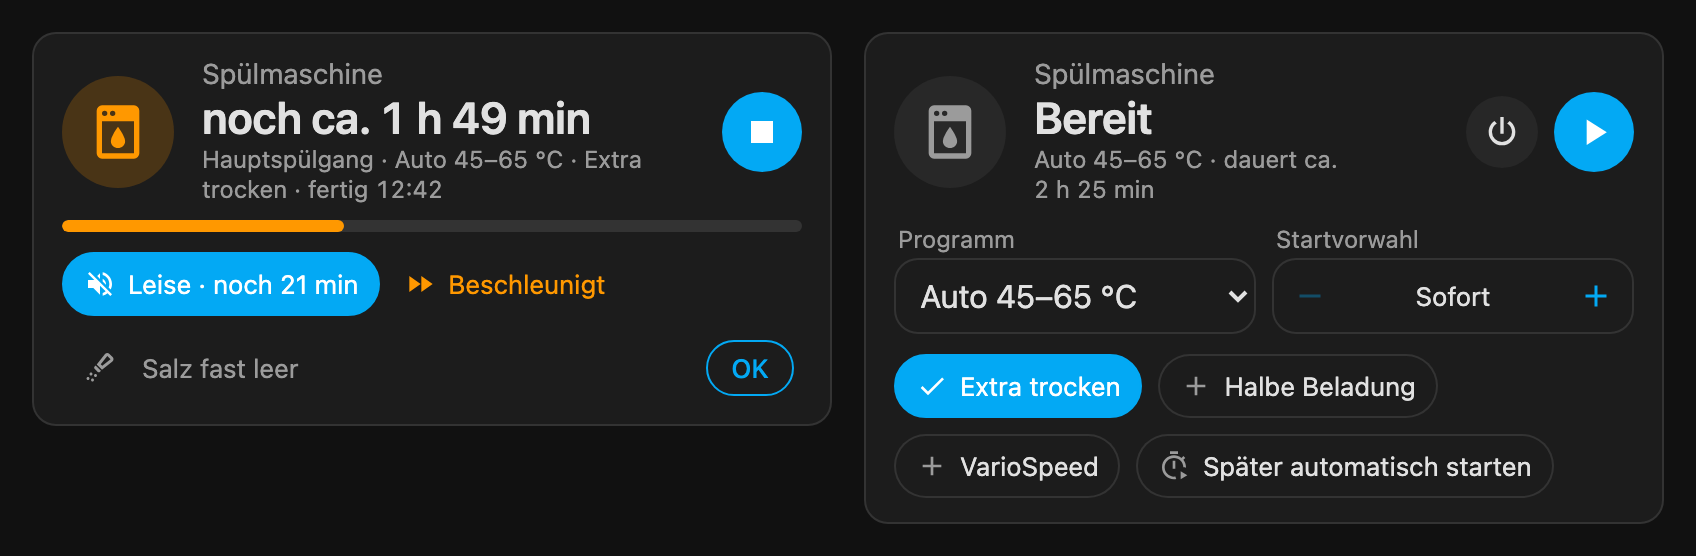 Spülmaschine
noch ca. 1 h 49 min
Hauptspülgang · Auto 45–65 °C · Extra
trocken · fertig 12:42
Leise · noch 21 min
Beschleunigt
Salz fast leer
OK
Spülmaschine
Bereit
Auto 45–65 °C · dauert ca.
2 h 25 min
Programm
Startvorwahl
Auto 45–65 °C
Sofort
Extra trocken
Halbe Beladung
VarioSpeed
Später automatisch starten